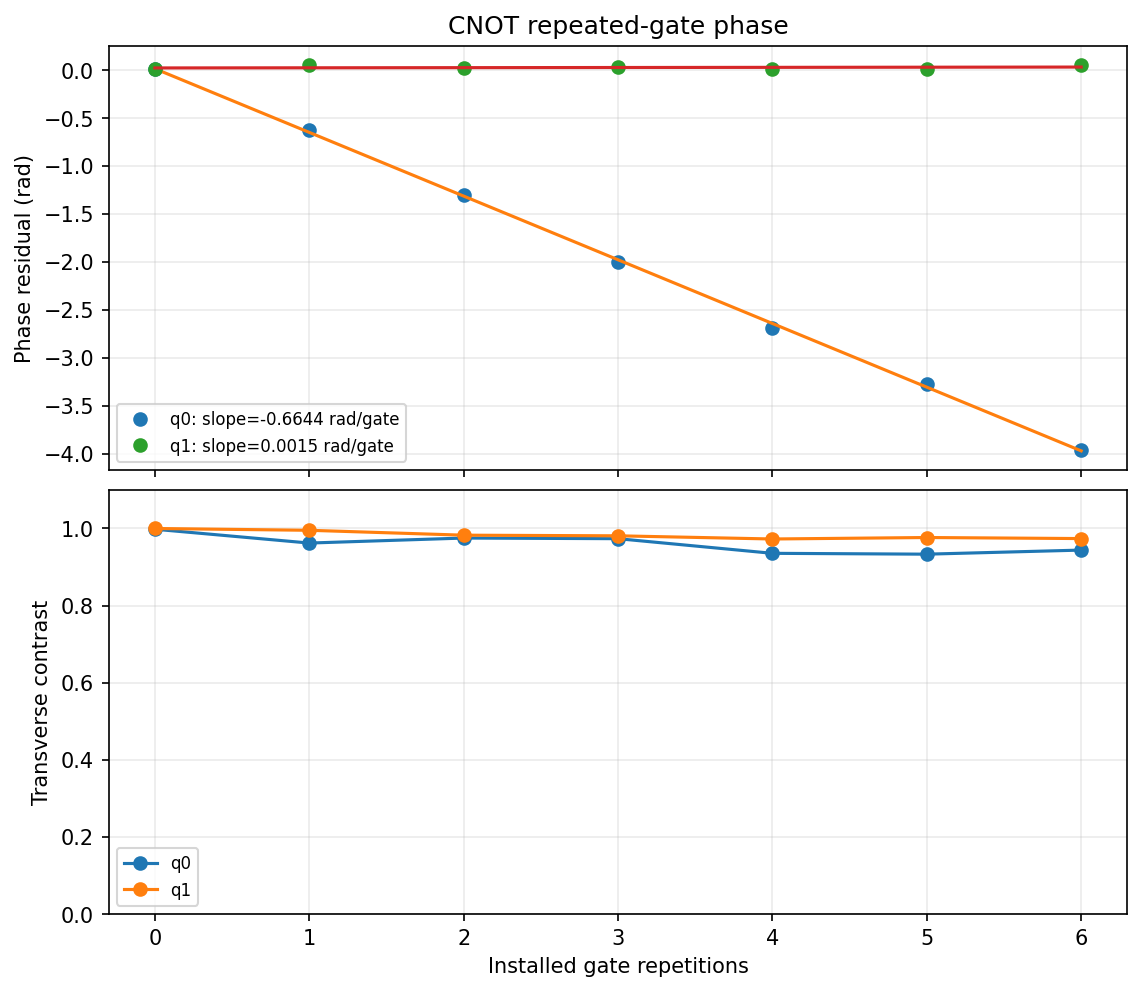 CNOT repeated-gate phase
Phase residual (rad)
0.0
−0.5
−1.0
−1.5
−2.0
−2.5
−3.0
−3.5
−4.0
q0: slope=-0.6644 rad/gate
q1: slope=0.0015 rad/gate
Transverse contrast
1.0
0.8
0.6
0.4
0.2
0.0
q0
q1
0 1 2 3 4 5 6
Installed gate repetitions